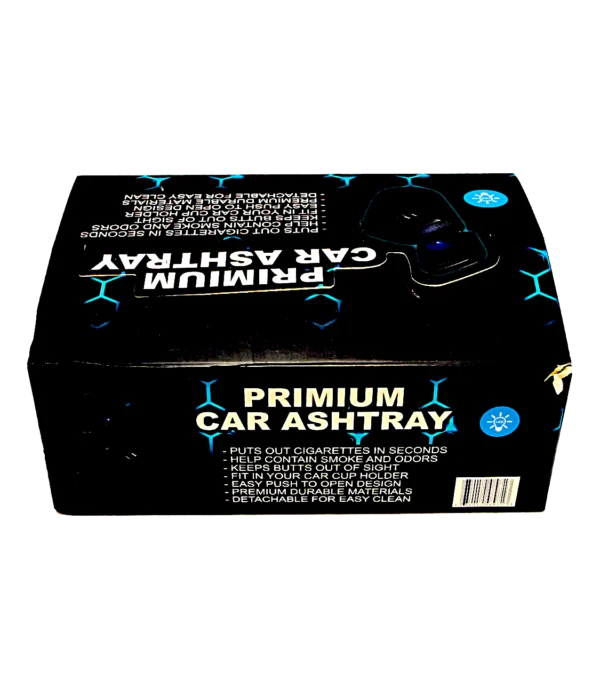 - PUTS OUT CIGARETTES IN SECONDS
- HELP CONTAIN SMOKE AND ODORS
- KEEPS BUTTS OUT OF SIGHT
- FIT IN YOUR CAR CUP HOLDER
- EASY PUSH TO OPEN DESIGN
- PREMIUM DURABLE MATERIALS
- DETACHABLE FOR EASY CLEAN
PRIMIUM
CAR ASHTRAY
PRIMIUM
CAR ASHTRAY
- PUTS OUT CIGARETTES IN SECONDS
- HELP CONTAIN SMOKE AND ODORS
- KEEPS BUTTS OUT OF SIGHT
- FIT IN YOUR CAR CUP HOLDER
- EASY PUSH TO OPEN DESIGN
- PREMIUM DURABLE MATERIALS
- DETACHABLE FOR EASY CLEAN